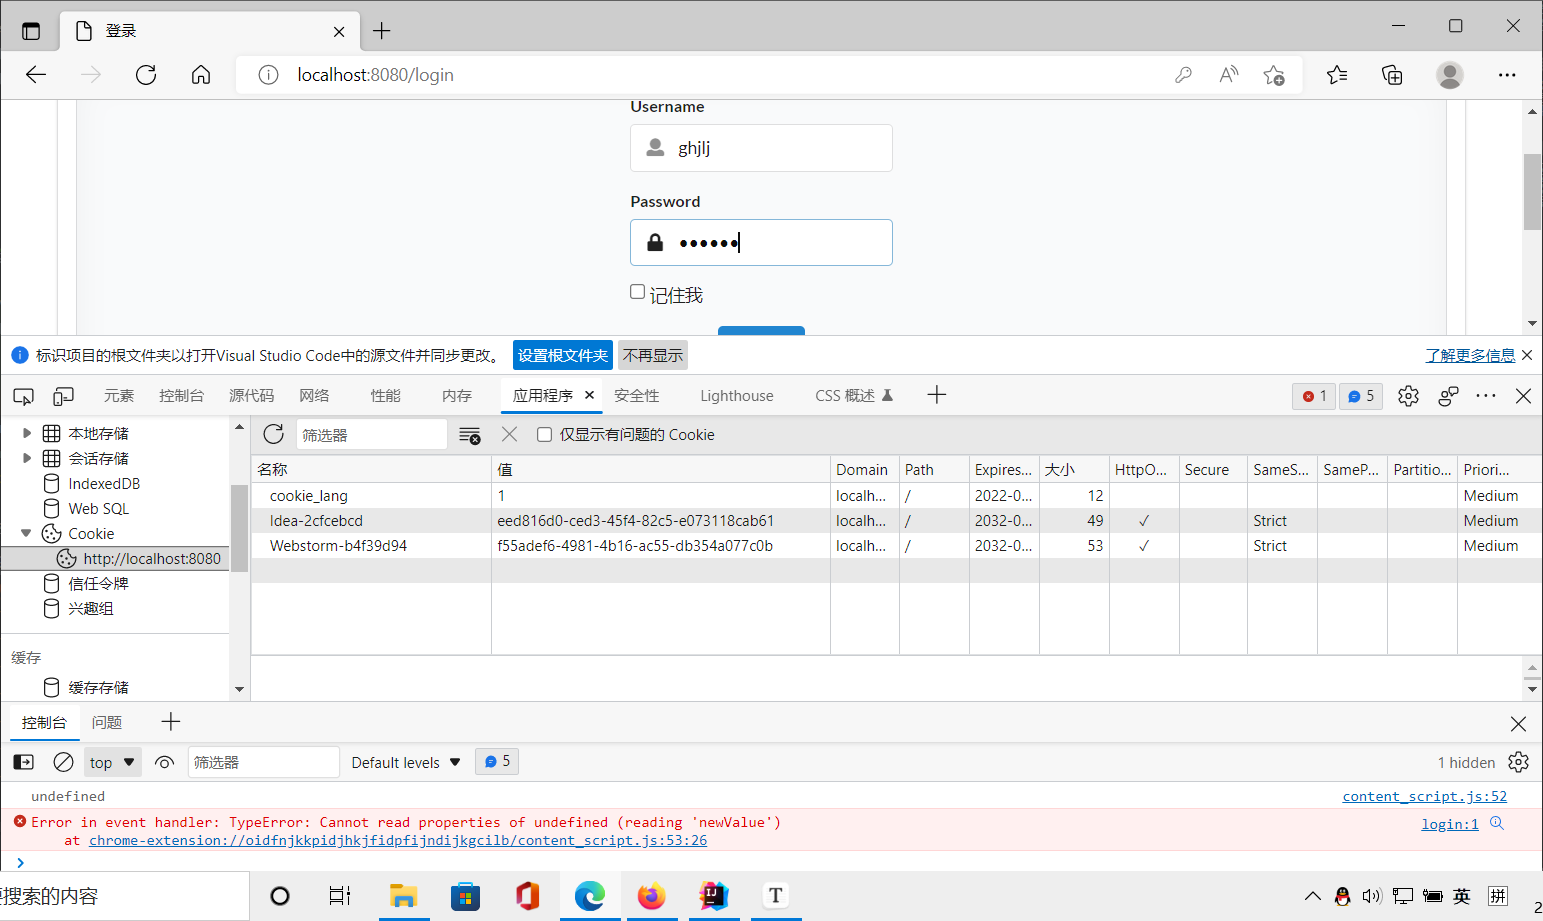 登录
localhost:8080/login
Username
ghjlj
Password
••••••
记住我
标识项目的根文件夹以打开Visual Studio Code中的源文件并同步更改。 设置根文件夹 不再显示 了解更多信息
元素 控制台 源代码 网络 性能 内存 应用程序 安全性 Lighthouse CSS 概述 1 5
本地存储
会话存储
IndexedDB
Web SQL
Cookie
http://localhost:8080
信任令牌
兴趣组
缓存
缓存存储
筛选器 仅显示有问题的 Cookie
名称 值 Domain Path Expires... 大小 HttpO... Secure SameS... SameP... Partitio... Priori...
cookie_lang 1 localh... / 2022-0... 12 Medium
Idea-2cfcebcd eed816d0-ced3-45f4-82c5-e073118cab61 localh... / 2032-0... 49 ✓ Strict Medium
Webstorm-b4f39d94 f55adef6-4981-4b16-ac55-db354a077c0b localh... / 2032-0... 53 ✓ Strict Medium
控制台 问题
top 筛选器 Default levels 5 1 hidden
undefined content_script.js:52
Error in event handler: TypeError: Cannot read properties of undefined (reading 'newValue') login:1
at chrome-extension://oidfnjkkpidjhkjfidpfijndijkgcilb/content_script.js:53:26
搜索的内容
T
英 拼
2